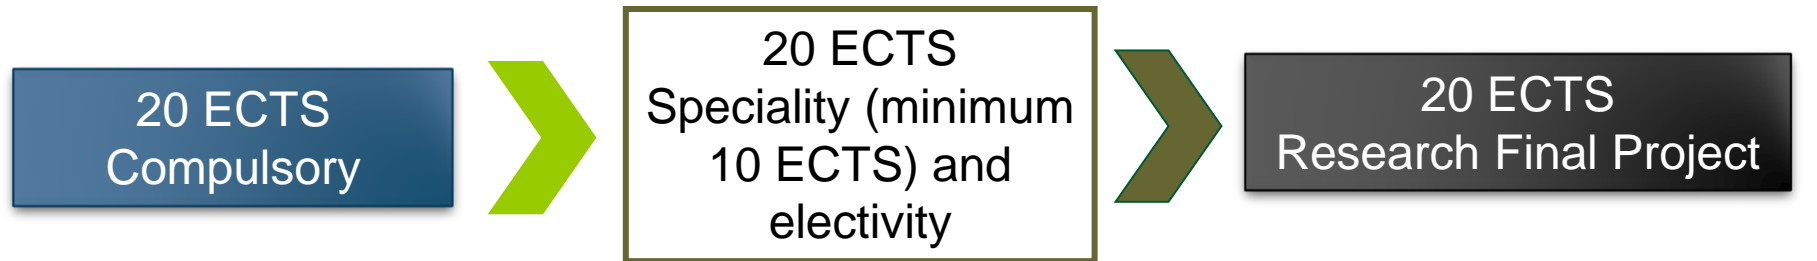 20 ECTS
Compulsory
20 ECTS
Speciality (minimum
10 ECTS) and
electivity
20 ECTS
Research Final Project